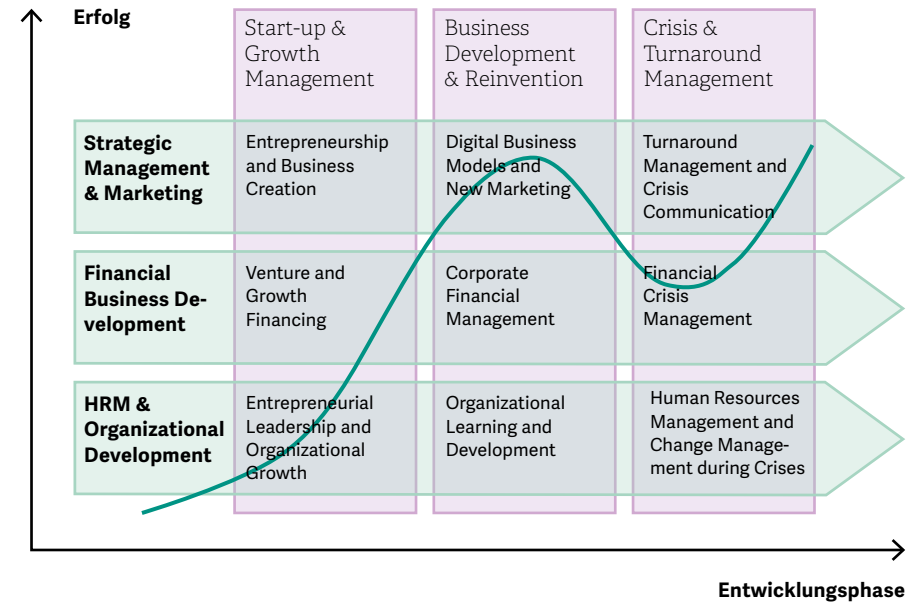 Erfolg
Start-up &
Growth
Management
Business
Development
& Reinvention
Crisis &
Turnaround
Management
Strategic
Management
& Marketing
Entrepreneurship
and Business
Creation
Digital Business
Models and
New Marketing
Turnaround
Management and
Crisis
Communication
Financial
Business De-
velopment
Venture and
Growth
Financing
Corporate
Financial
Management
Financial
Crisis
Management
HRM &
Organizational
Development
Entrepreneurial
Leadership and
Organizational
Growth
Organizational
Learning and
Development
Human Resources
Management and
Change Manage-
ment during Crises
Entwicklungsphase